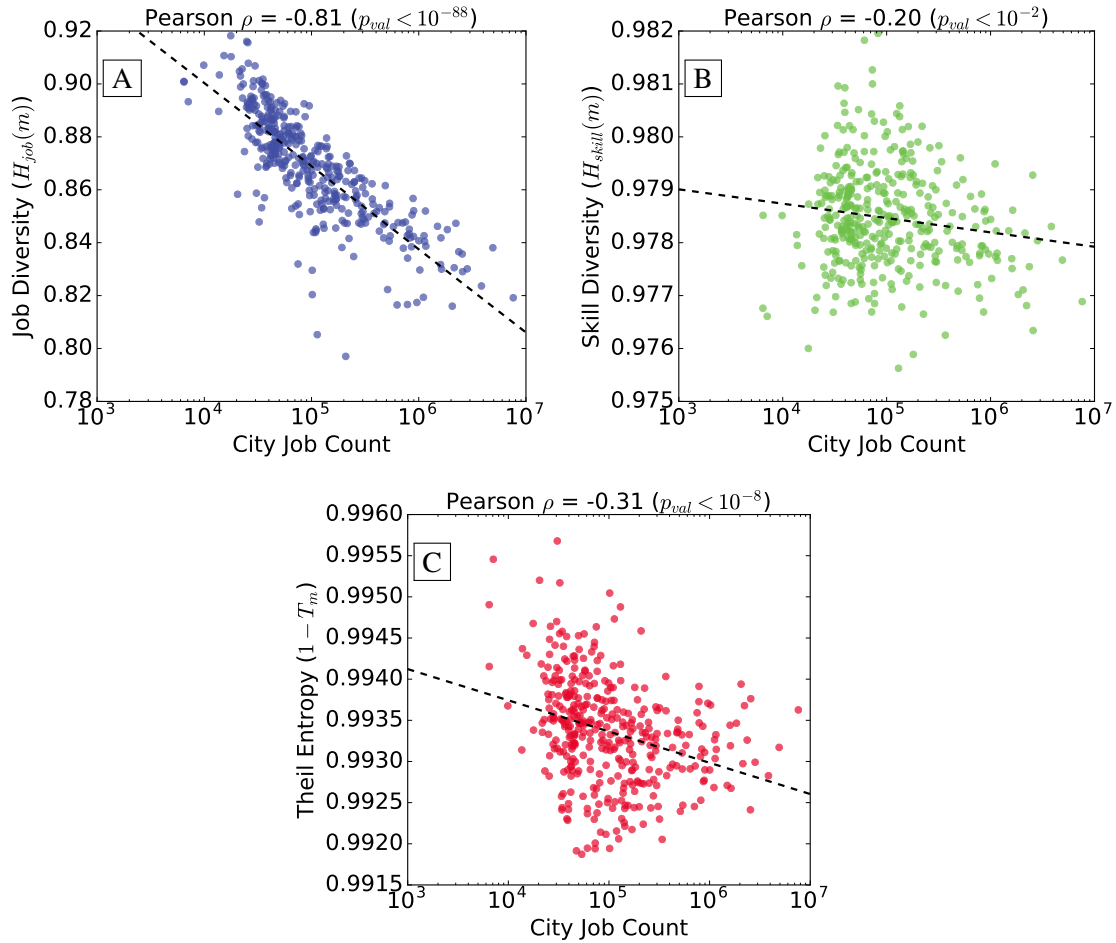 Pearson ρ = -0.81 (p_val < 10^−88)
A
Job Diversity (H_job(m))
0.92
0.90
0.88
0.86
0.84
0.82
0.80
0.78
10^3 10^4 10^5 10^6 10^7
City Job Count
Pearson ρ = -0.20 (p_val < 10^−2)
B
Skill Diversity (H_skill(m))
0.982
0.981
0.980
0.979
0.978
0.977
0.976
0.975
10^3 10^4 10^5 10^6 10^7
City Job Count
Pearson ρ = -0.31 (p_val < 10^−8)
C
Theil Entropy (1 − T_m)
0.9960
0.9955
0.9950
0.9945
0.9940
0.9935
0.9930
0.9925
0.9920
0.9915
10^3 10^4 10^5 10^6 10^7
City Job Count